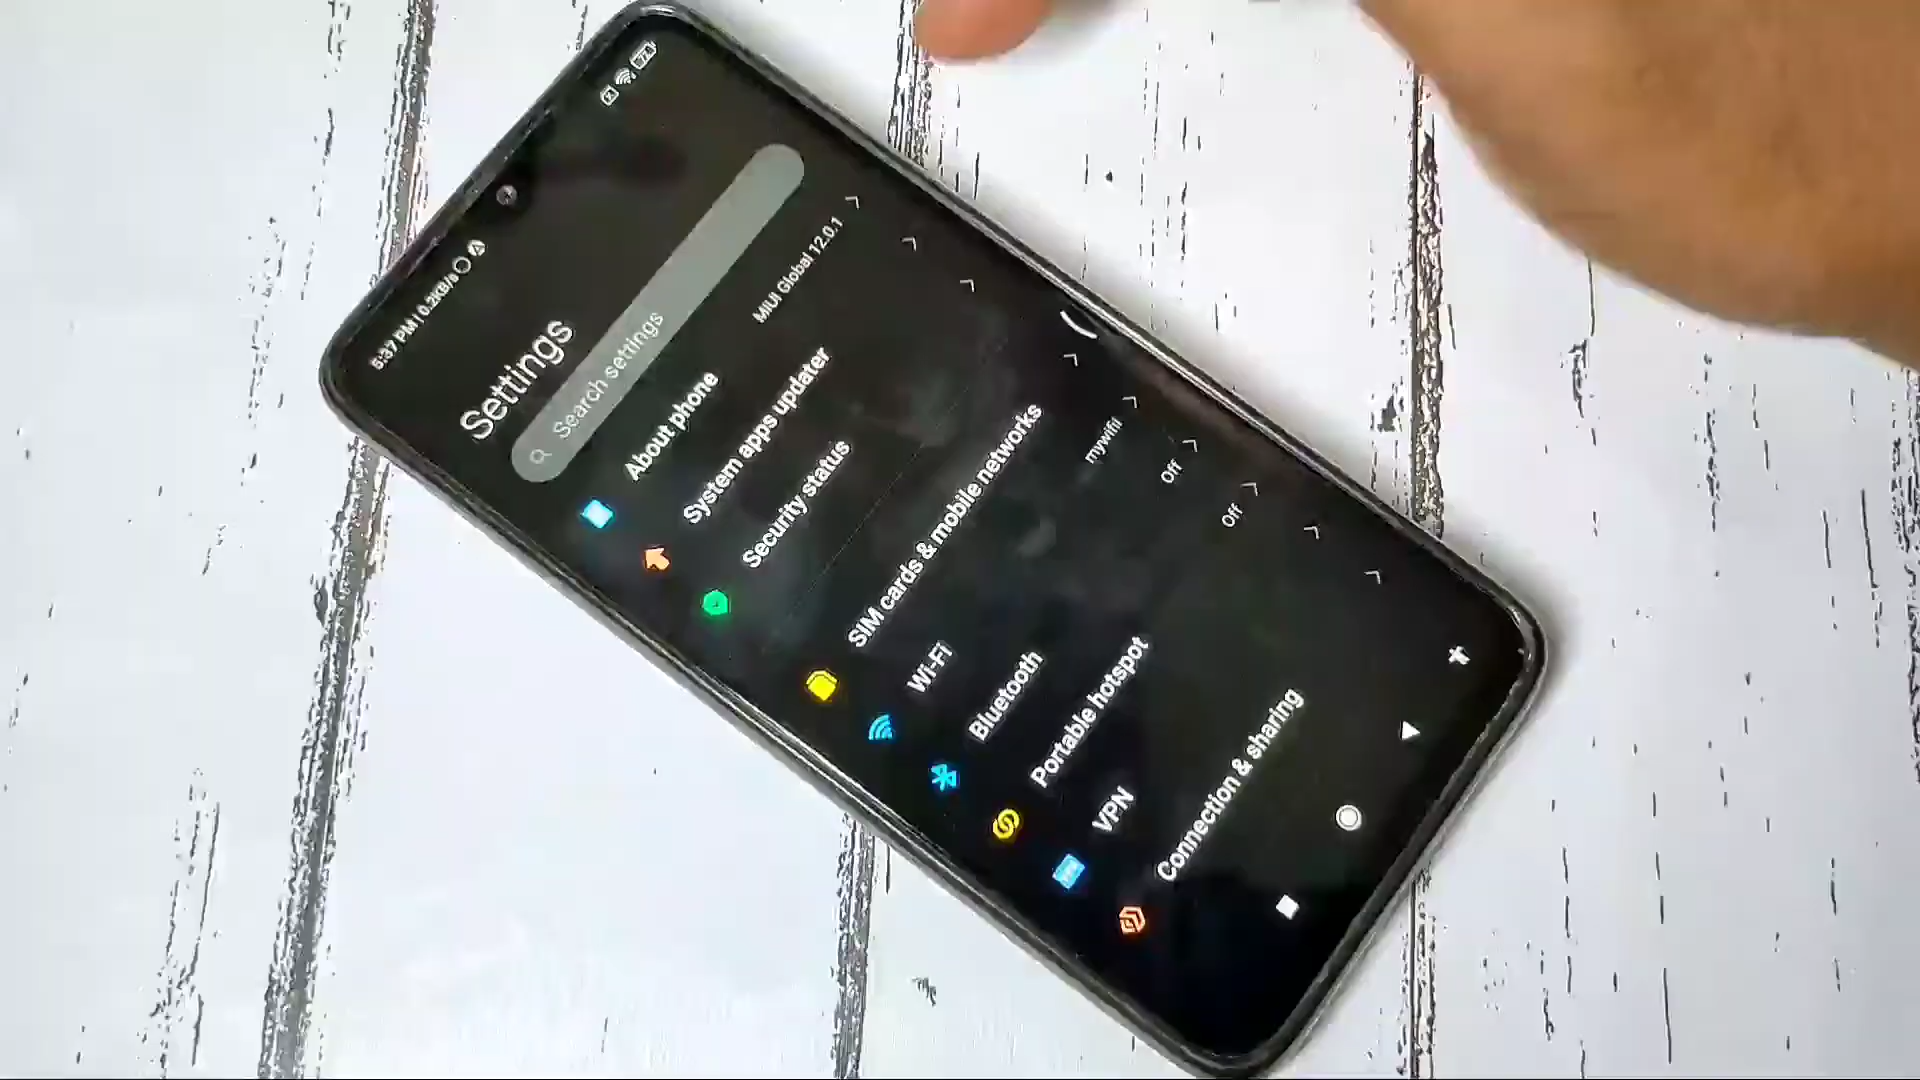 5:37 PM | 0.2KB/s
Settings
Search settings
About phone
MIUI Global 12.0.1
System apps updater
Security status
SIM cards & mobile networks
Wi-Fi
mywifii
Bluetooth
Off
Portable hotspot
Off
VPN
Connection & sharing